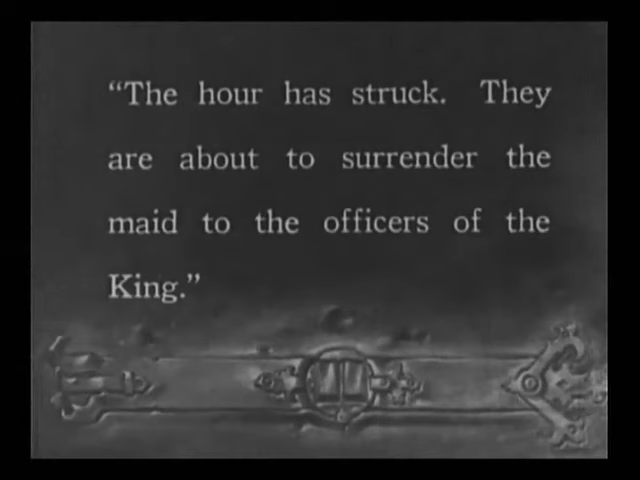 “The hour has struck. They
are about to surrender the
maid to the officers of the
King.”